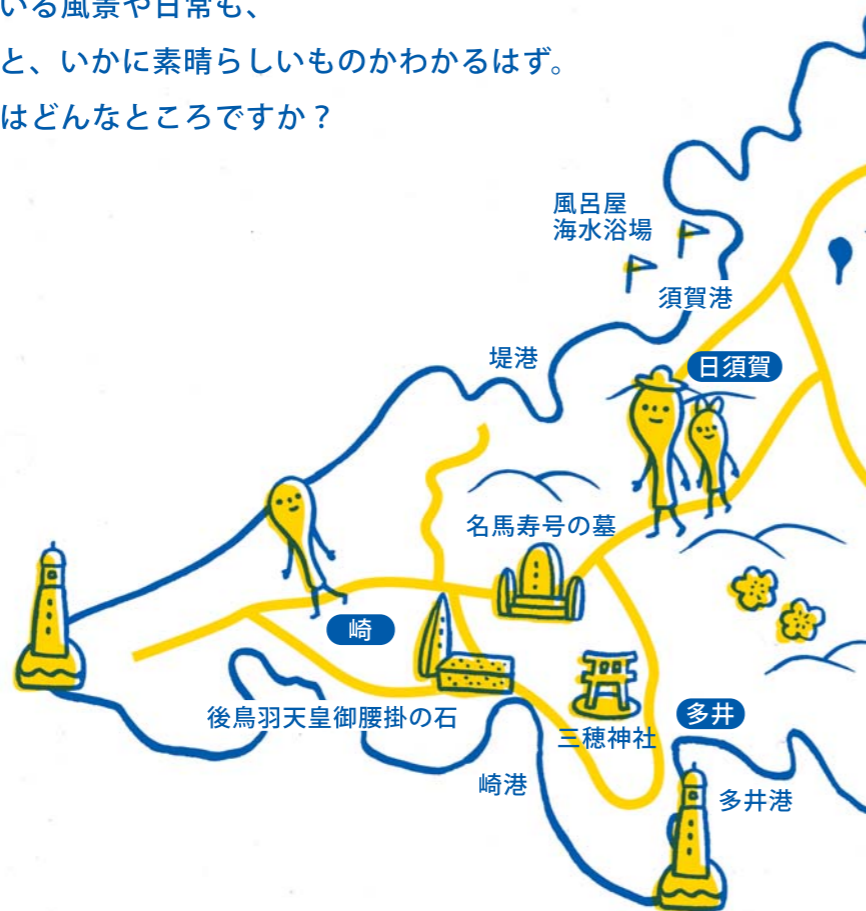 いる風景や日常も、
と、いかに素晴らしいものかわかるはず。
はどんなところですか？
風呂屋
海水浴場
須賀港
堤港
日須賀
名馬寿号の墓
崎
後鳥羽天皇御腰掛の石
三穂神社
多井
崎港
多井港